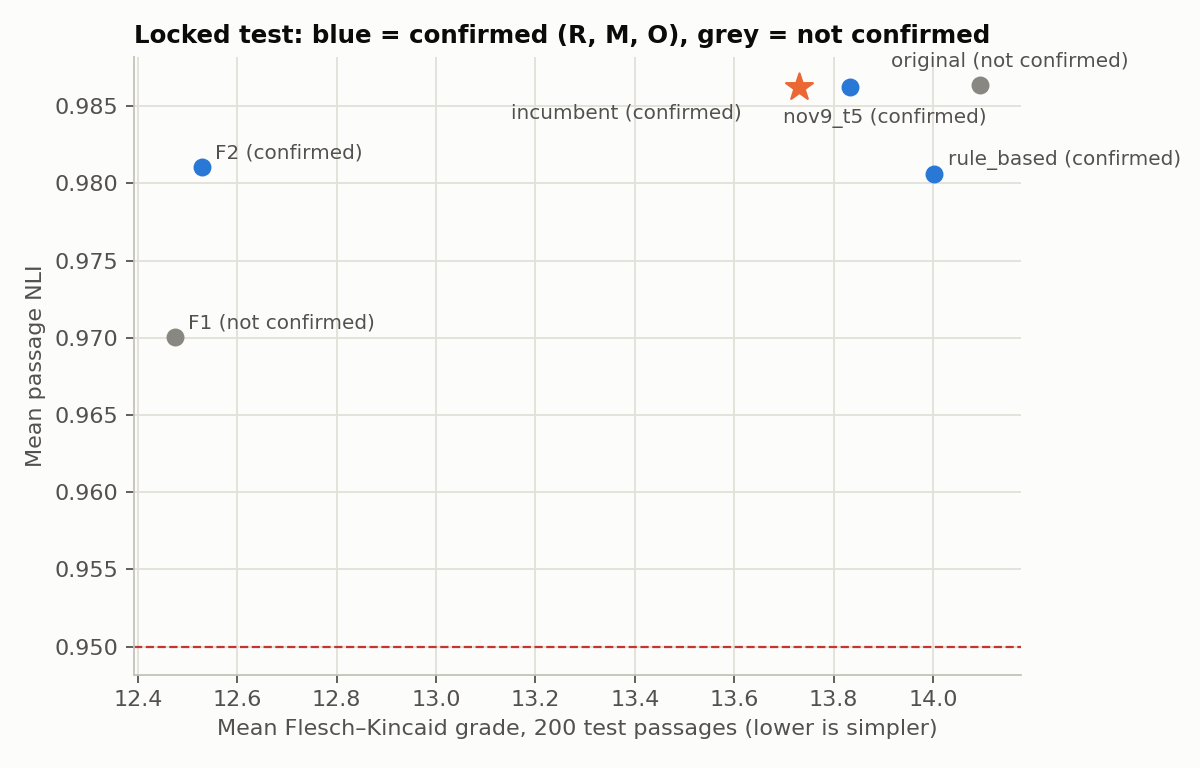 Locked test: blue = confirmed (R, M, O), grey = not confirmed
original (not confirmed)
incumbent (confirmed)
nov9_t5 (confirmed)
F2 (confirmed)
rule_based (confirmed)
F1 (not confirmed)
Mean passage NLI
0.985
0.980
0.975
0.970
0.965
0.960
0.955
0.950
12.4 12.6 12.8 13.0 13.2 13.4 13.6 13.8 14.0
Mean Flesch–Kincaid grade, 200 test passages (lower is simpler)